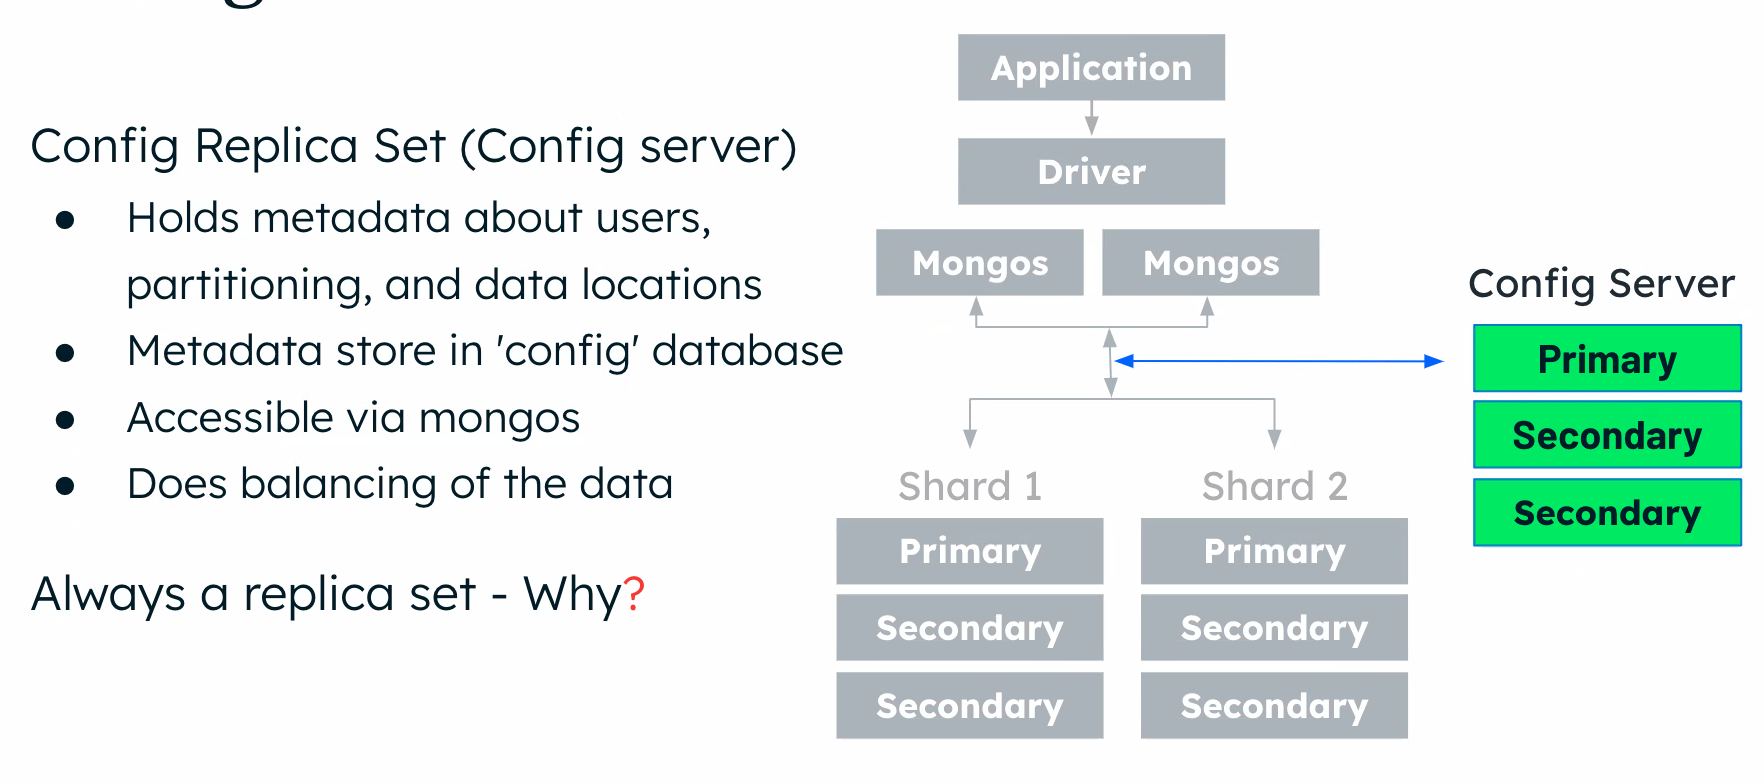 Config Replica Set (Config server)
● Holds metadata about users,
partitioning, and data locations
● Metadata store in 'config' database
● Accessible via mongos
● Does balancing of the data
Always a replica set - Why?
Application
Driver
Mongos Mongos
Config Server
Primary
Secondary
Secondary
Shard 1 Shard 2
Primary Primary
Secondary Secondary
Secondary Secondary